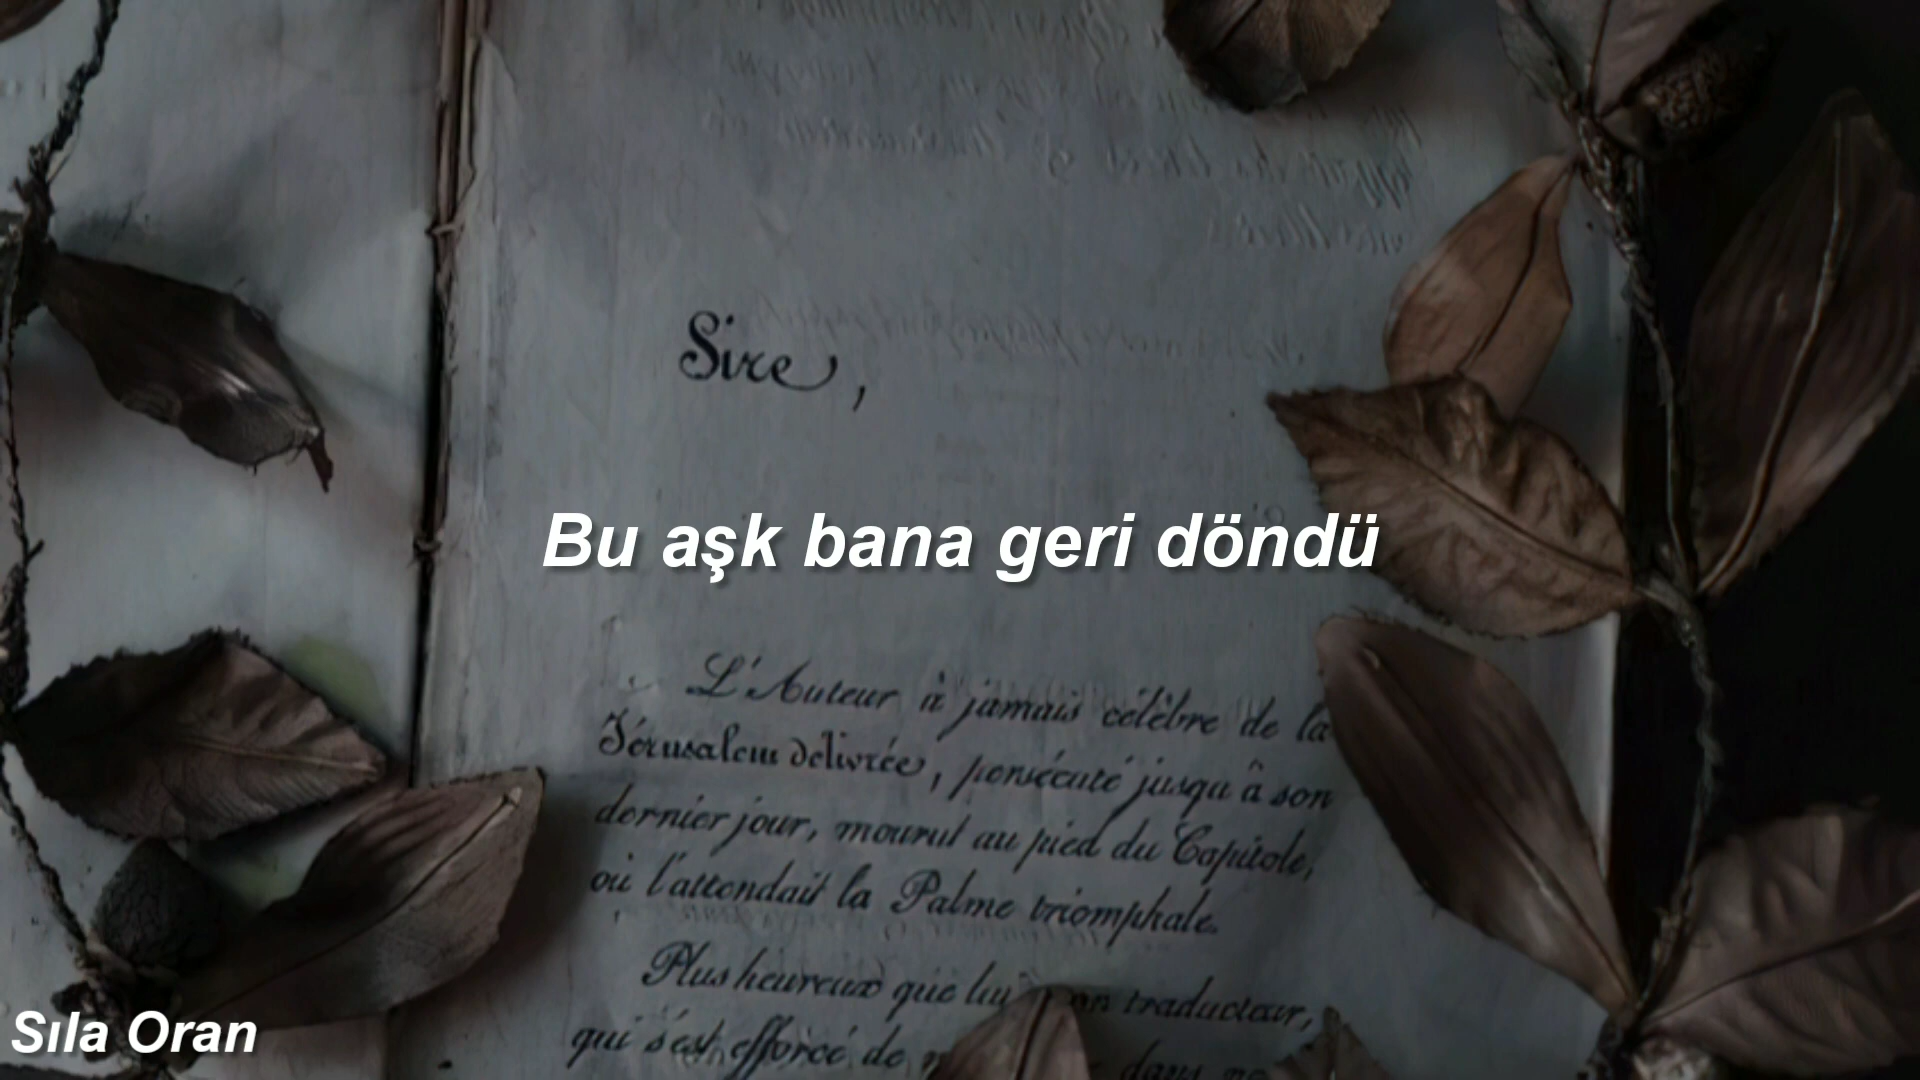 Sire,
Bu aşk bana geri döndü
L'Auteur à jamais célèbre de la
Jérusalem délivrée, persécuté jusqu'à son
dernier jour, mourut au pied du Capitole,
où l'attendait la Palme triomphale.
Plus heureux que lui, son traducteur,
qui s'est efforcé de
Sıla Oran